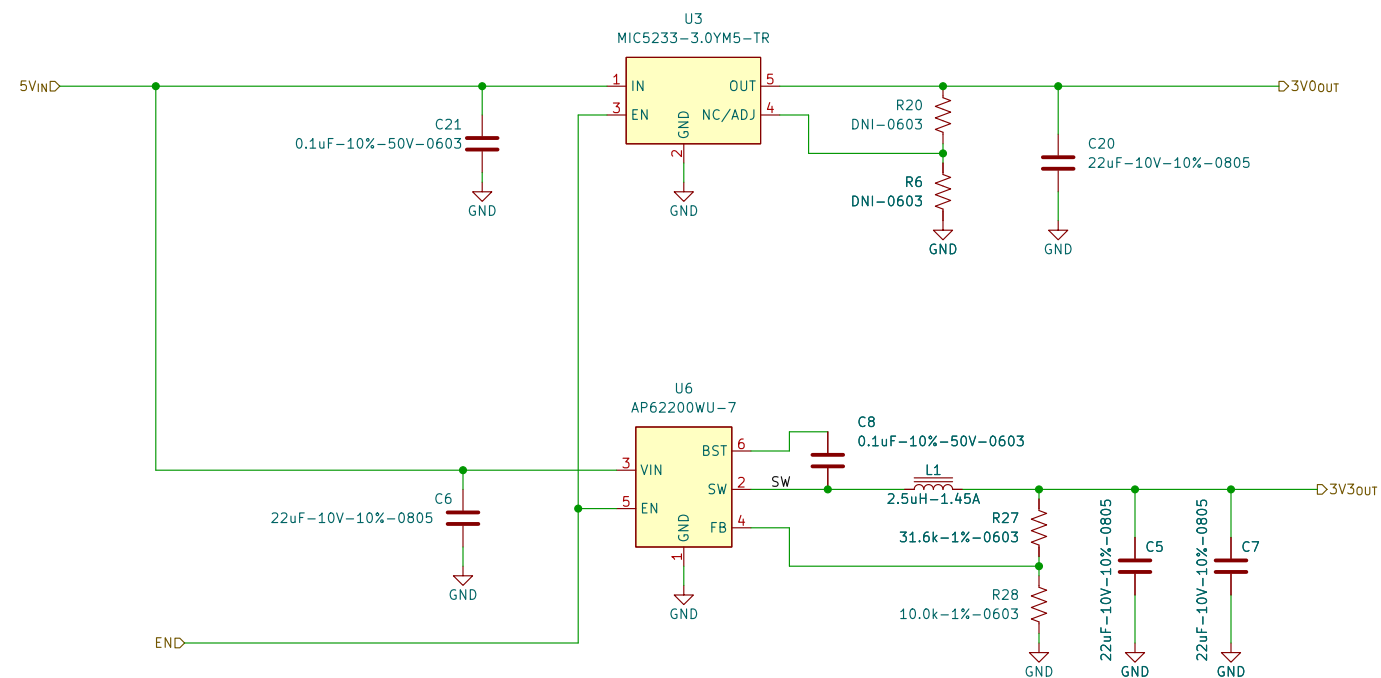 U3
MIC5233-3.0YM5-TR
5VIN
1
IN
OUT
5
3V0OUT
3
EN
NC/ADJ
4
GND
2
GND
C21
0.1uF-10%-50V-0603
GND
R20
DNI-0603
R6
DNI-0603
GND
C20
22uF-10V-10%-0805
GND
U6
AP62200WU-7
BST
6
C8
0.1uF-10%-50V-0603
3
VIN
SW
2
SW
L1
2.5uH-1.45A
3V3OUT
5
EN
FB
4
GND
1
GND
C6
22uF-10V-10%-0805
GND
R27
31.6k-1%-0603
R28
10.0k-1%-0603
GND
C5
22uF-10V-10%-0805
GND
C7
22uF-10V-10%-0805
GND
EN